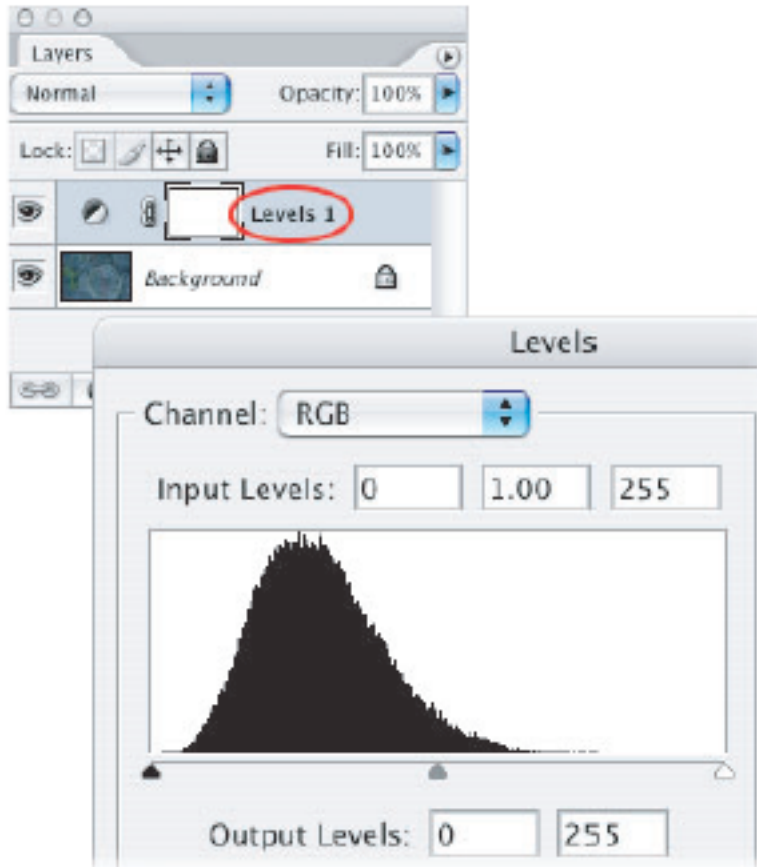 Layers
Normal Opacity: 100%
Lock: Fill: 100%
Levels 1
Background
Levels
Channel: RGB
Input Levels: 0 1.00 255
Output Levels: 0 255